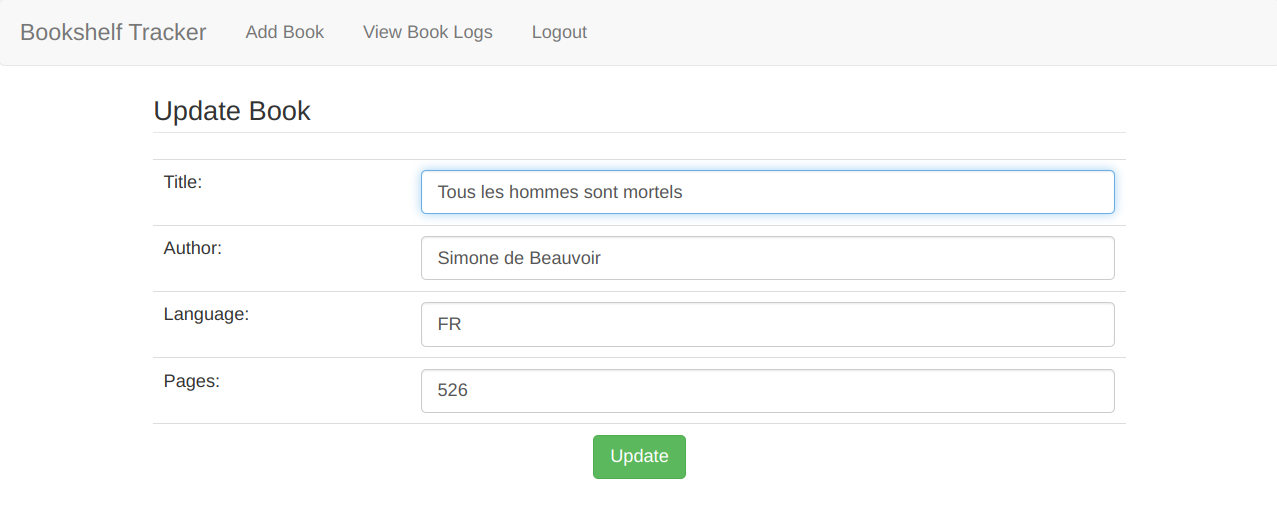 Bookshelf Tracker Add Book View Book Logs Logout
Update Book
Title: Tous les hommes sont mortels
Author: Simone de Beauvoir
Language: FR
Pages: 526
Update